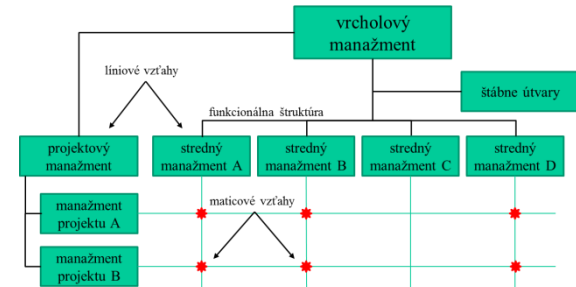 vrcholový
manažment
líniové vzťahy
štábne útvary
funkcionálna štruktúra
projektový
manažment
stredný
manažment A
stredný
manažment B
stredný
manažment C
stredný
manažment D
manažment
projektu A
maticové vzťahy
manažment
projektu B